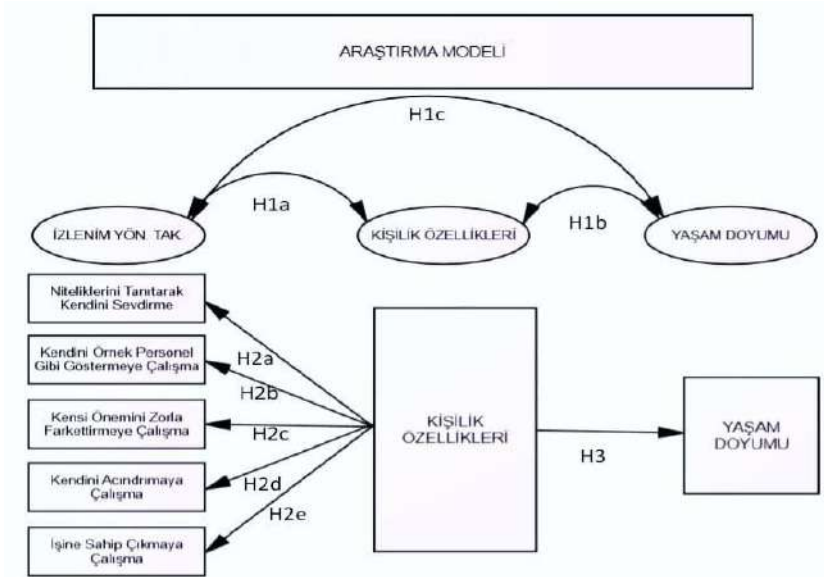 ARAŞTIRMA MODELİ
H1c
H1a
H1b
İZLENİM YÖN. TAK.
KİŞİLİK ÖZELLİKLERİ
YAŞAM DOYUMU
Niteliklerini Tanıtarak
Kendini Sevdirme
Kendini Örnek Personel
Gibi Göstermeye Çalışma
Kensi Önemini Zorla
Farkettirmeye Çalışma
Kendini Acındırmaya
Çalışma
İşine Sahip Çıkmaya
Çalışma
H2a
H2b
H2c
H2d
H2e
KİŞİLİK
ÖZELLİKLERİ
H3
YAŞAM
DOYUMU